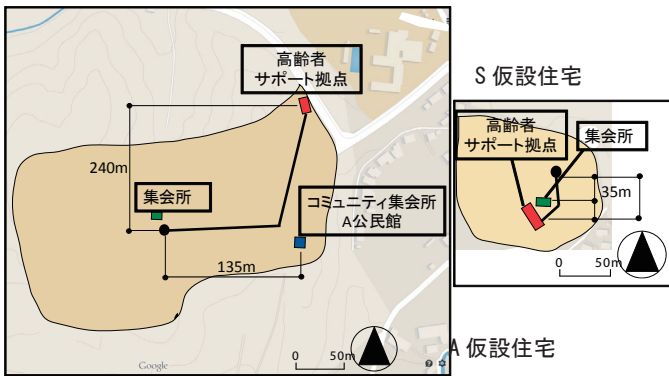 高齢者
サポート拠点
240m
集会所
コミュニティ集会所
A公民館
135m
Google
0 50m
A 仮設住宅
S 仮設住宅
高齢者
サポート拠点
集会所
35m
0 50m